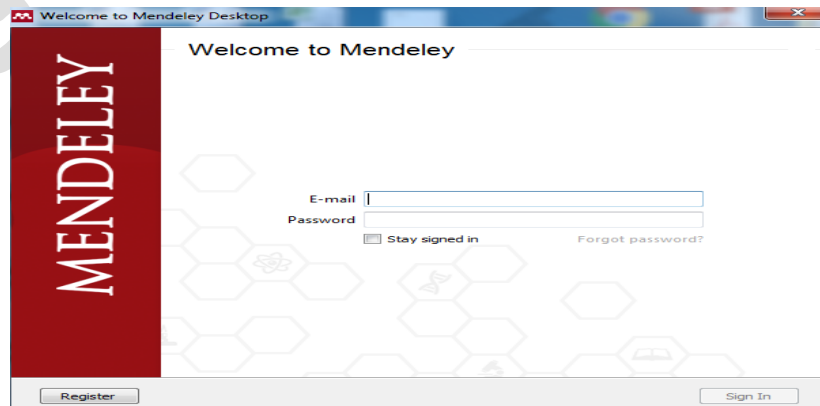 Welcome to Mendeley Desktop
Welcome to Mendeley
MENDELEY
E-mail
Password
Stay signed in
Forgot password?
Register
Sign In